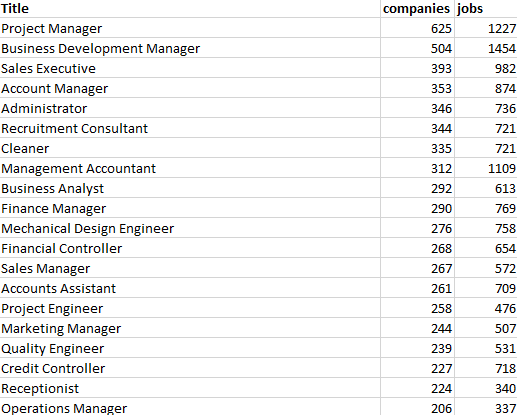 Title companies jobs
Project Manager 625 1227
Business Development Manager 504 1454
Sales Executive 393 982
Account Manager 353 874
Administrator 346 736
Recruitment Consultant 344 721
Cleaner 335 721
Management Accountant 312 1109
Business Analyst 292 613
Finance Manager 290 769
Mechanical Design Engineer 276 758
Financial Controller 268 654
Sales Manager 267 572
Accounts Assistant 261 709
Project Engineer 258 476
Marketing Manager 244 507
Quality Engineer 239 531
Credit Controller 227 718
Receptionist 224 340
Operations Manager 206 337